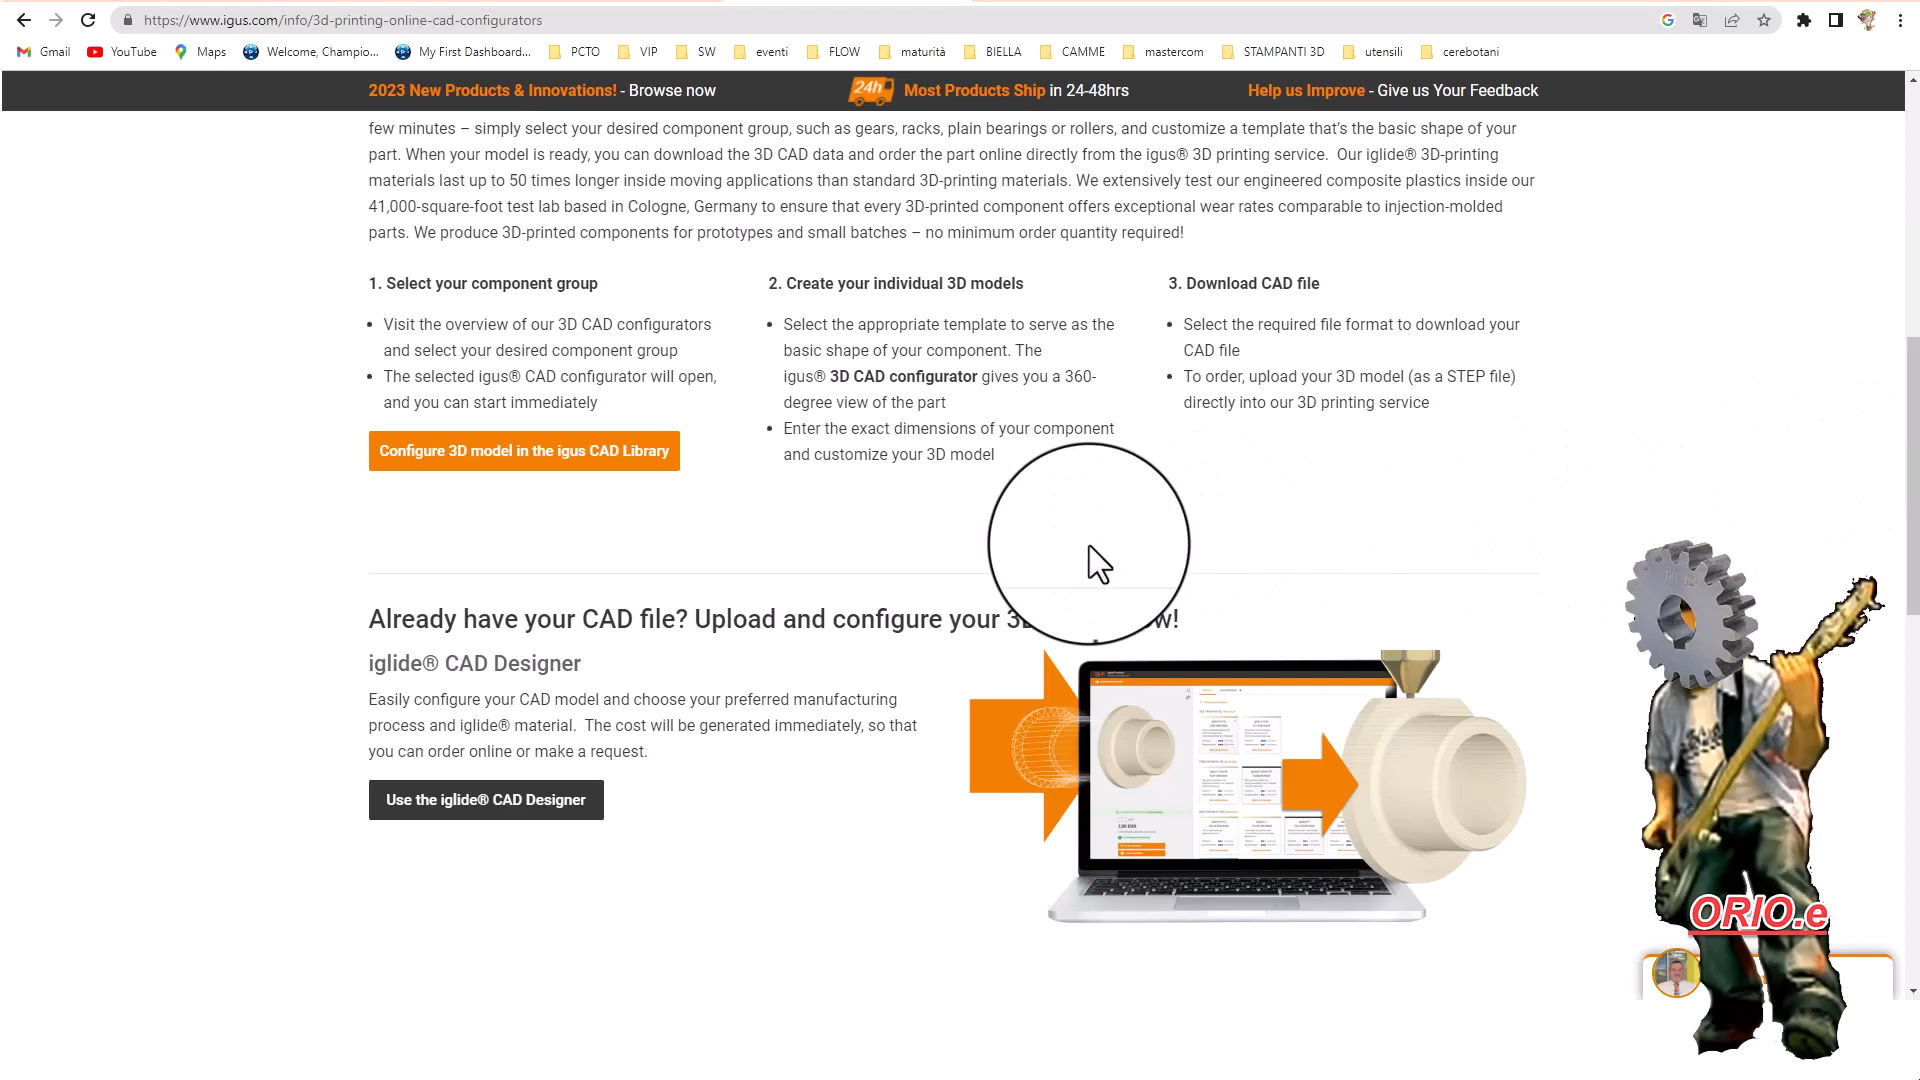 https://www.igus.com/info/3d-printing-online-cad-configurators
Gmail YouTube Maps Welcome, Champio... My First Dashboard... PCTO VIP SW eventi FLOW maturità BIELLA CAMME mastercom STAMPANTI 3D utensili cerebotani
2023 New Products & Innovations! - Browse now
24h Most Products Ship in 24-48hrs
Help us Improve - Give us Your Feedback
few minutes – simply select your desired component group, such as gears, racks, plain bearings or rollers, and customize a template that's the basic shape of your
part. When your model is ready, you can download the 3D CAD data and order the part online directly from the igus® 3D printing service. Our iglide® 3D-printing
materials last up to 50 times longer inside moving applications than standard 3D-printing materials. We extensively test our engineered composite plastics inside our
41,000-square-foot test lab based in Cologne, Germany to ensure that every 3D-printed component offers exceptional wear rates comparable to injection-molded
parts. We produce 3D-printed components for prototypes and small batches – no minimum order quantity required!
1. Select your component group
• Visit the overview of our 3D CAD configurators
and select your desired component group
• The selected igus® CAD configurator will open,
and you can start immediately
Configure 3D model in the igus CAD Library
2. Create your individual 3D models
• Select the appropriate template to serve as the
basic shape of your component. The
igus® 3D CAD configurator gives you a 360-
degree view of the part
• Enter the exact dimensions of your component
and customize your 3D model
3. Download CAD file
• Select the required file format to download your
CAD file
• To order, upload your 3D model (as a STEP file)
directly into our 3D printing service
Already have your CAD file? Upload and configure your 3 w!
iglide® CAD Designer
Easily configure your CAD model and choose your preferred manufacturing
process and iglide® material. The cost will be generated immediately, so that
you can order online or make a request.
Use the iglide® CAD Designer
ORIO.e